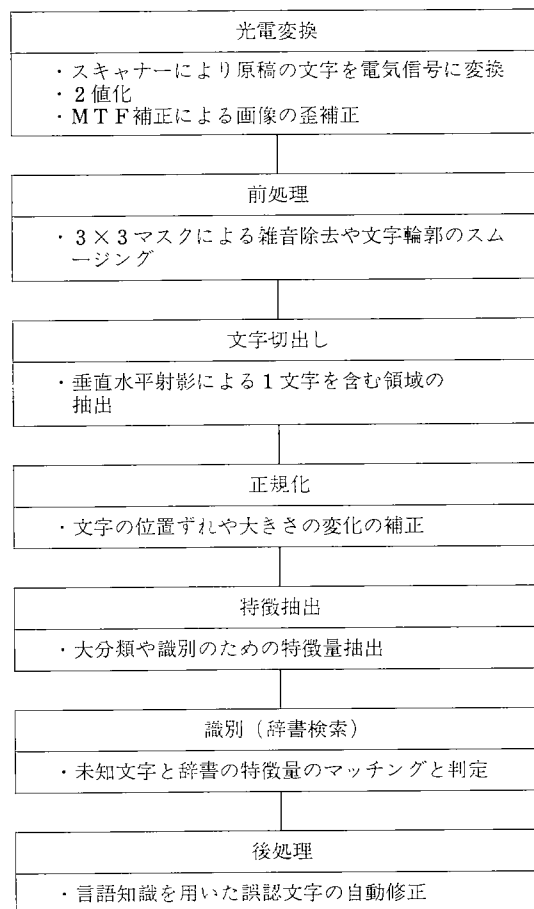 光電変換
・スキャナーにより原稿の文字を電気信号に変換
・2値化
・MTF補正による画像の歪補正
前処理
・3×3マスクによる雑音除去や文字輪郭のスム
ージング
文字切出し
・垂直水平射影による1文字を含む領域の
抽出
正規化
・文字の位置ずれや大きさの変化の補正
特徴抽出
・大分類や識別のための特徴量抽出
識別（辞書検索）
・未知文字と辞書の特徴量のマッチングと判定
後処理
・言語知識を用いた誤認文字の自動修正